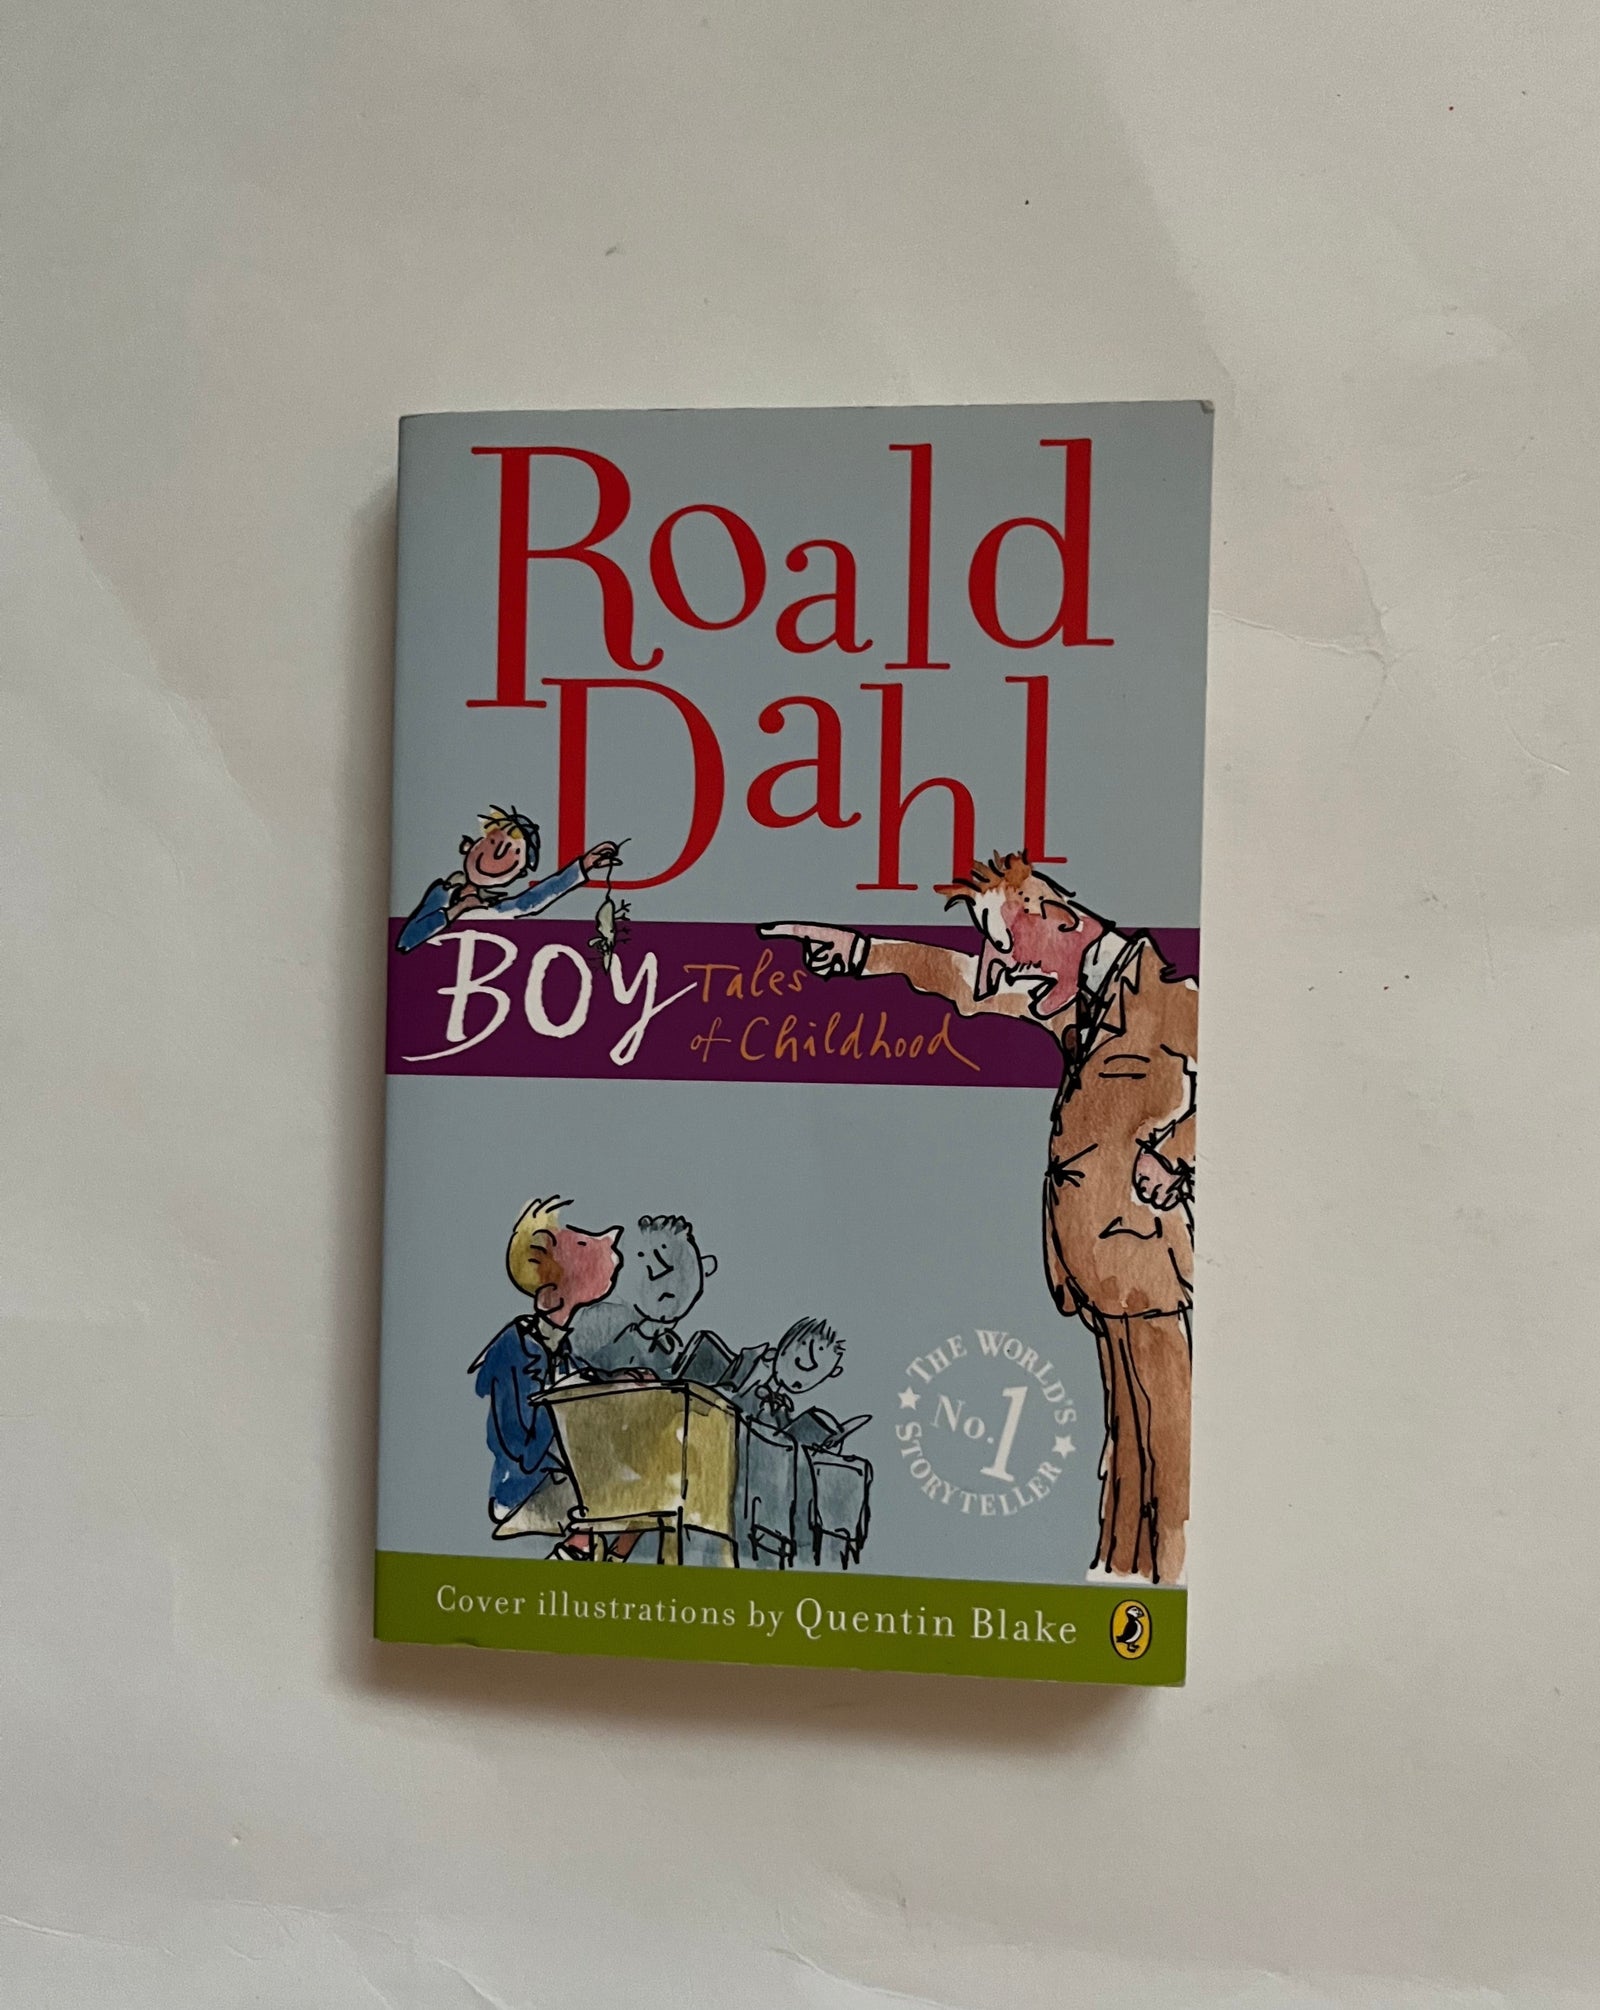 Roald
Dahl
BOY Tales
of Childhood
THE WORLD'S
No. 1
STORYTELLER
Cover illustrations by Quentin Blake